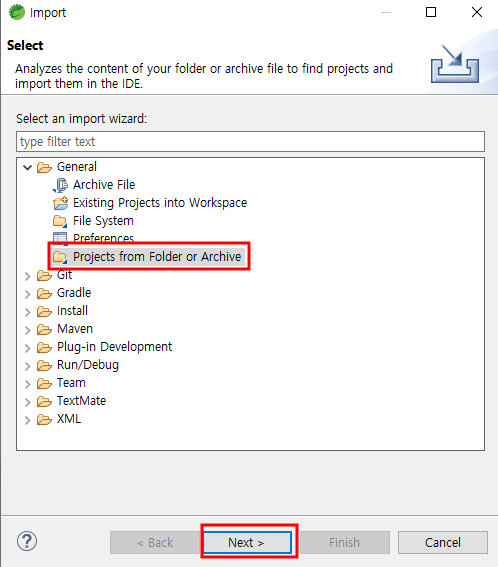 Import
Select
Analyzes the content of your folder or archive file to find projects and
import them in the IDE.
Select an import wizard:
type filter text
General
Archive File
Existing Projects into Workspace
File System
Preferences
Projects from Folder or Archive
Git
Gradle
Install
Maven
Plug-in Development
Run/Debug
Team
TextMate
XML
?
< Back
Next >
Finish
Cancel